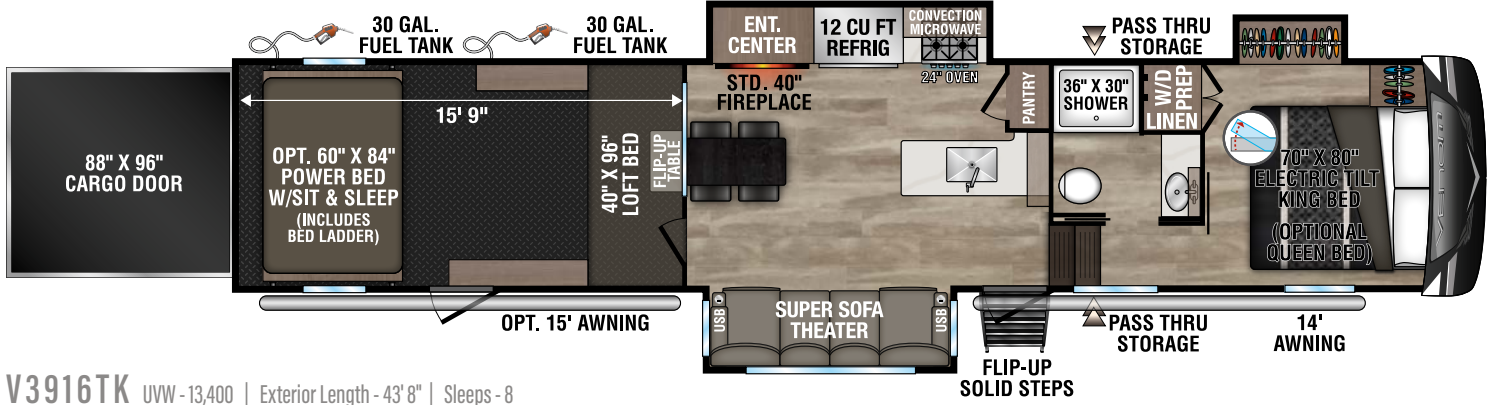 30 GAL.
FUEL TANK
30 GAL.
FUEL TANK
ENT.
CENTER
12 CU FT
REFRIG
CONVECTION
MICROWAVE
24" OVEN
PASS THRU
STORAGE
STD. 40"
FIREPLACE
PANTRY
36" X 30"
SHOWER
W/D
PREP
LINEN
88" X 96"
CARGO DOOR
15' 9"
OPT. 60" X 84"
POWER BED
W/SIT & SLEEP
(INCLUDES
BED LADDER)
40" X 96"
LOFT BED
FLIP-UP
TABLE
70" X 80"
ELECTRIC TILT
KING BED
(OPTIONAL
QUEEN BED)
VENOM
OPT. 15' AWNING
USB
SUPER SOFA
THEATER
USB
FLIP-UP
SOLID STEPS
PASS THRU
STORAGE
14'
AWNING
V3916TK UVW - 13,400 | Exterior Length - 43' 8" | Sleeps - 8